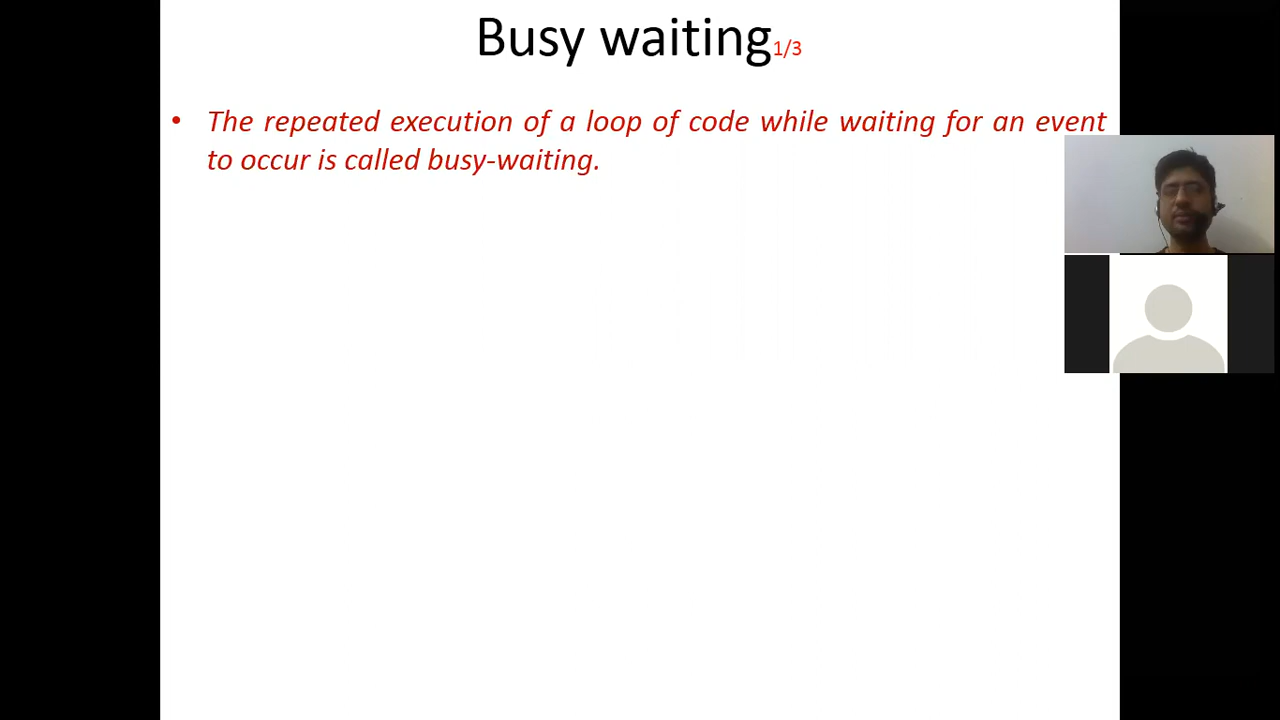 Busy waiting1/3
• The repeated execution of a loop of code while waiting for an event
to occur is called busy-waiting.